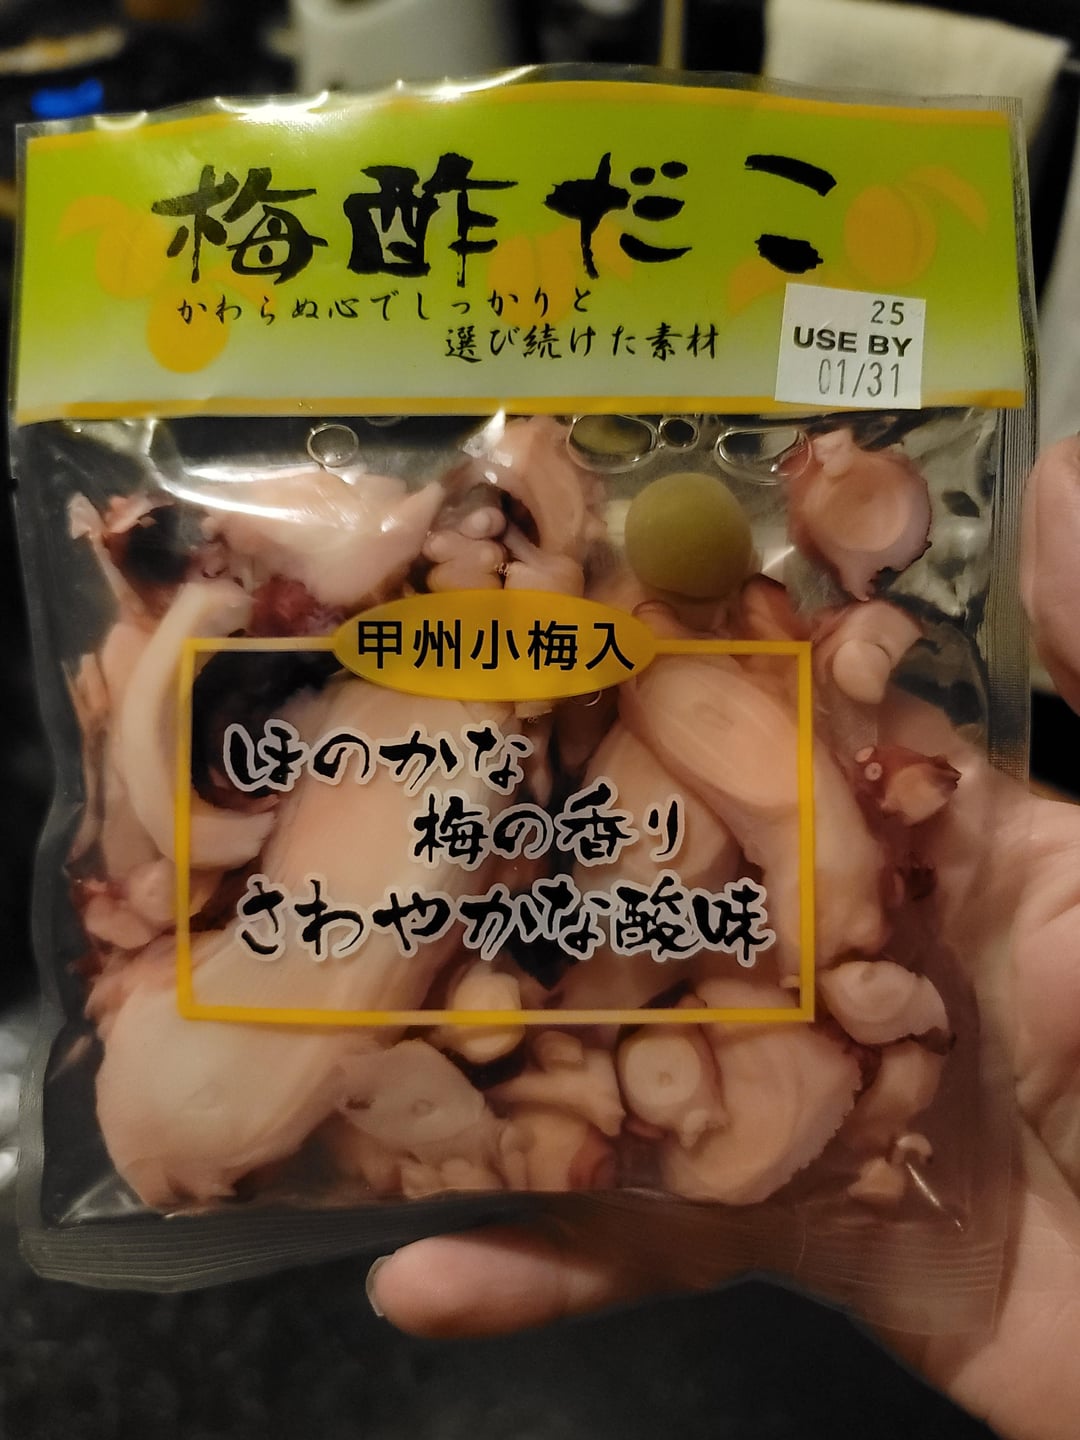 梅酢だこ
かわらぬ心でしっかりと
選び続けた素材
25
USE BY
01/31
甲州小梅入
ほのかな
梅の香り
さわやかな酸味